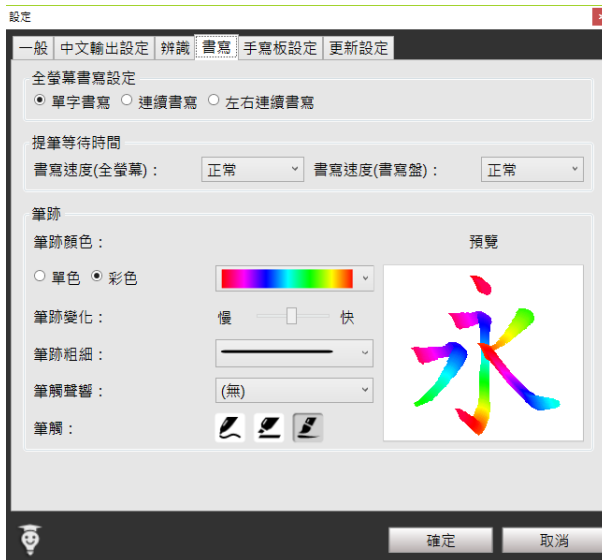 設定
一般 中文輸出設定 辨識 書寫 手寫板設定 更新設定
全螢幕書寫設定
單字書寫 連續書寫 左右連續書寫
提筆等待時間
書寫速度(全螢幕)： 正常 書寫速度(書寫盤)： 正常
筆跡
筆跡顏色： 預覽
單色 彩色
筆跡變化： 慢 快
筆跡粗細：
筆觸聲響： (無)
筆觸：
永
確定 取消